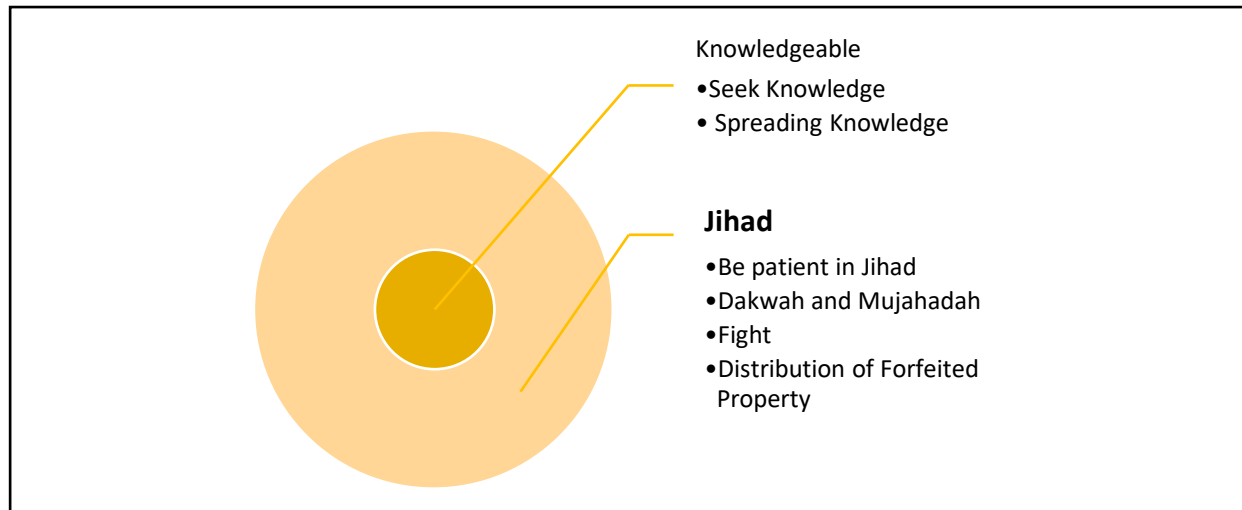 Knowledgeable
•Seek Knowledge
• Spreading Knowledge
Jihad
•Be patient in Jihad
•Dakwah and Mujahadah
•Fight
•Distribution of Forfeited
Property